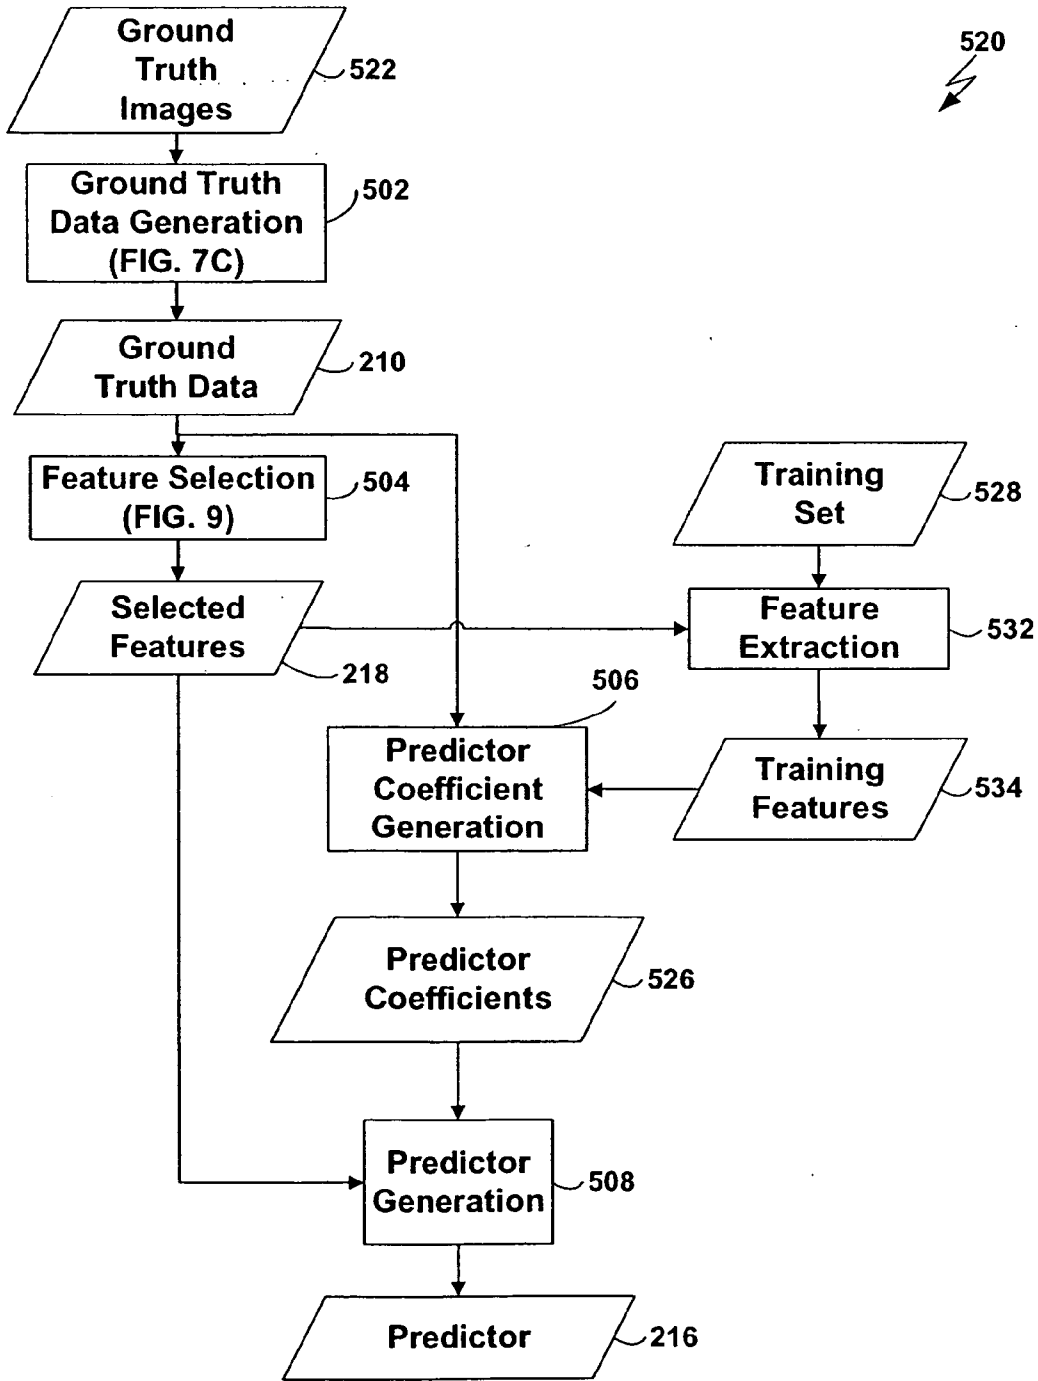 Ground
Truth
Images
522
520
Ground Truth
Data Generation
(FIG. 7C)
502
Ground
Truth Data
210
Feature Selection
(FIG. 9)
504
Training
Set
528
Selected
Features
218
Feature
Extraction
532
506
Predictor
Coefficient
Generation
Training
Features
534
Predictor
Coefficients
526
Predictor
Generation
508
Predictor
216